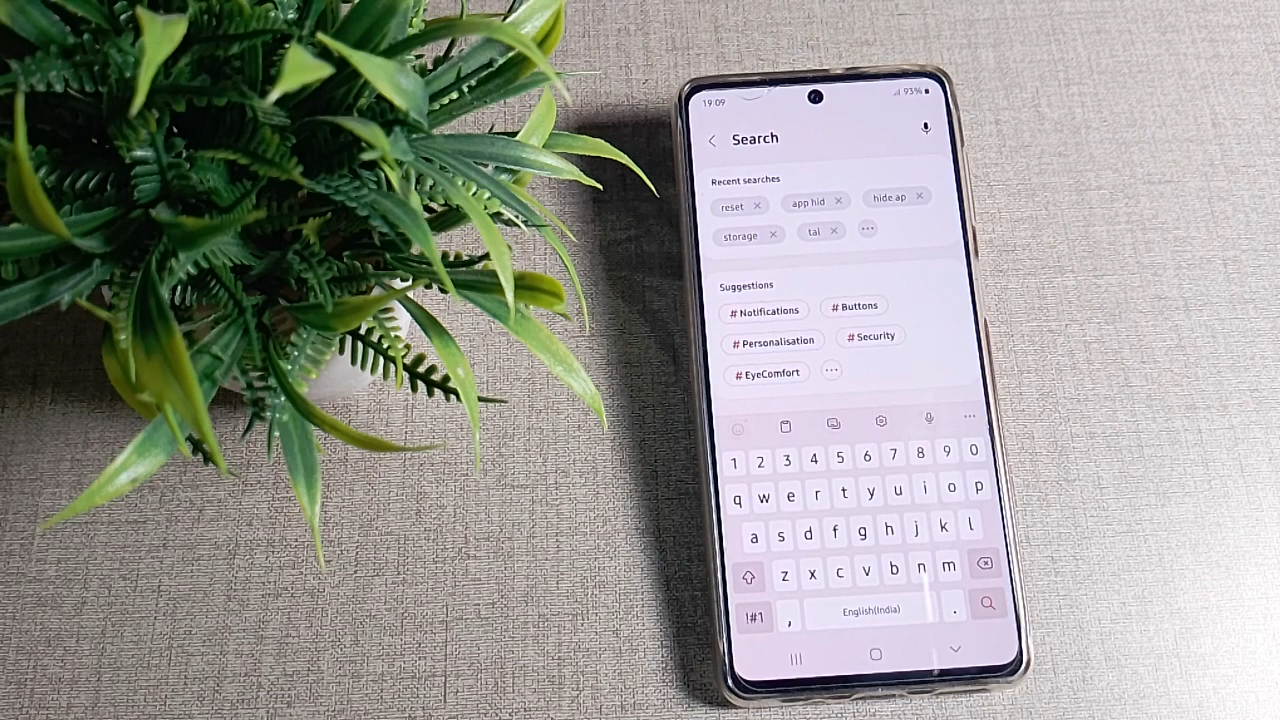 19:09 93%
Search
Recent searches
reset app hid hide ap
storage tal
Suggestions
# Notifications # Buttons
# Personalisation # Security
# EyeComfort
1 2 3 4 5 6 7 8 9 0
q w e r t y u i o p
a s d f g h j k l
z x c v b n m
!#1 , English(India) .